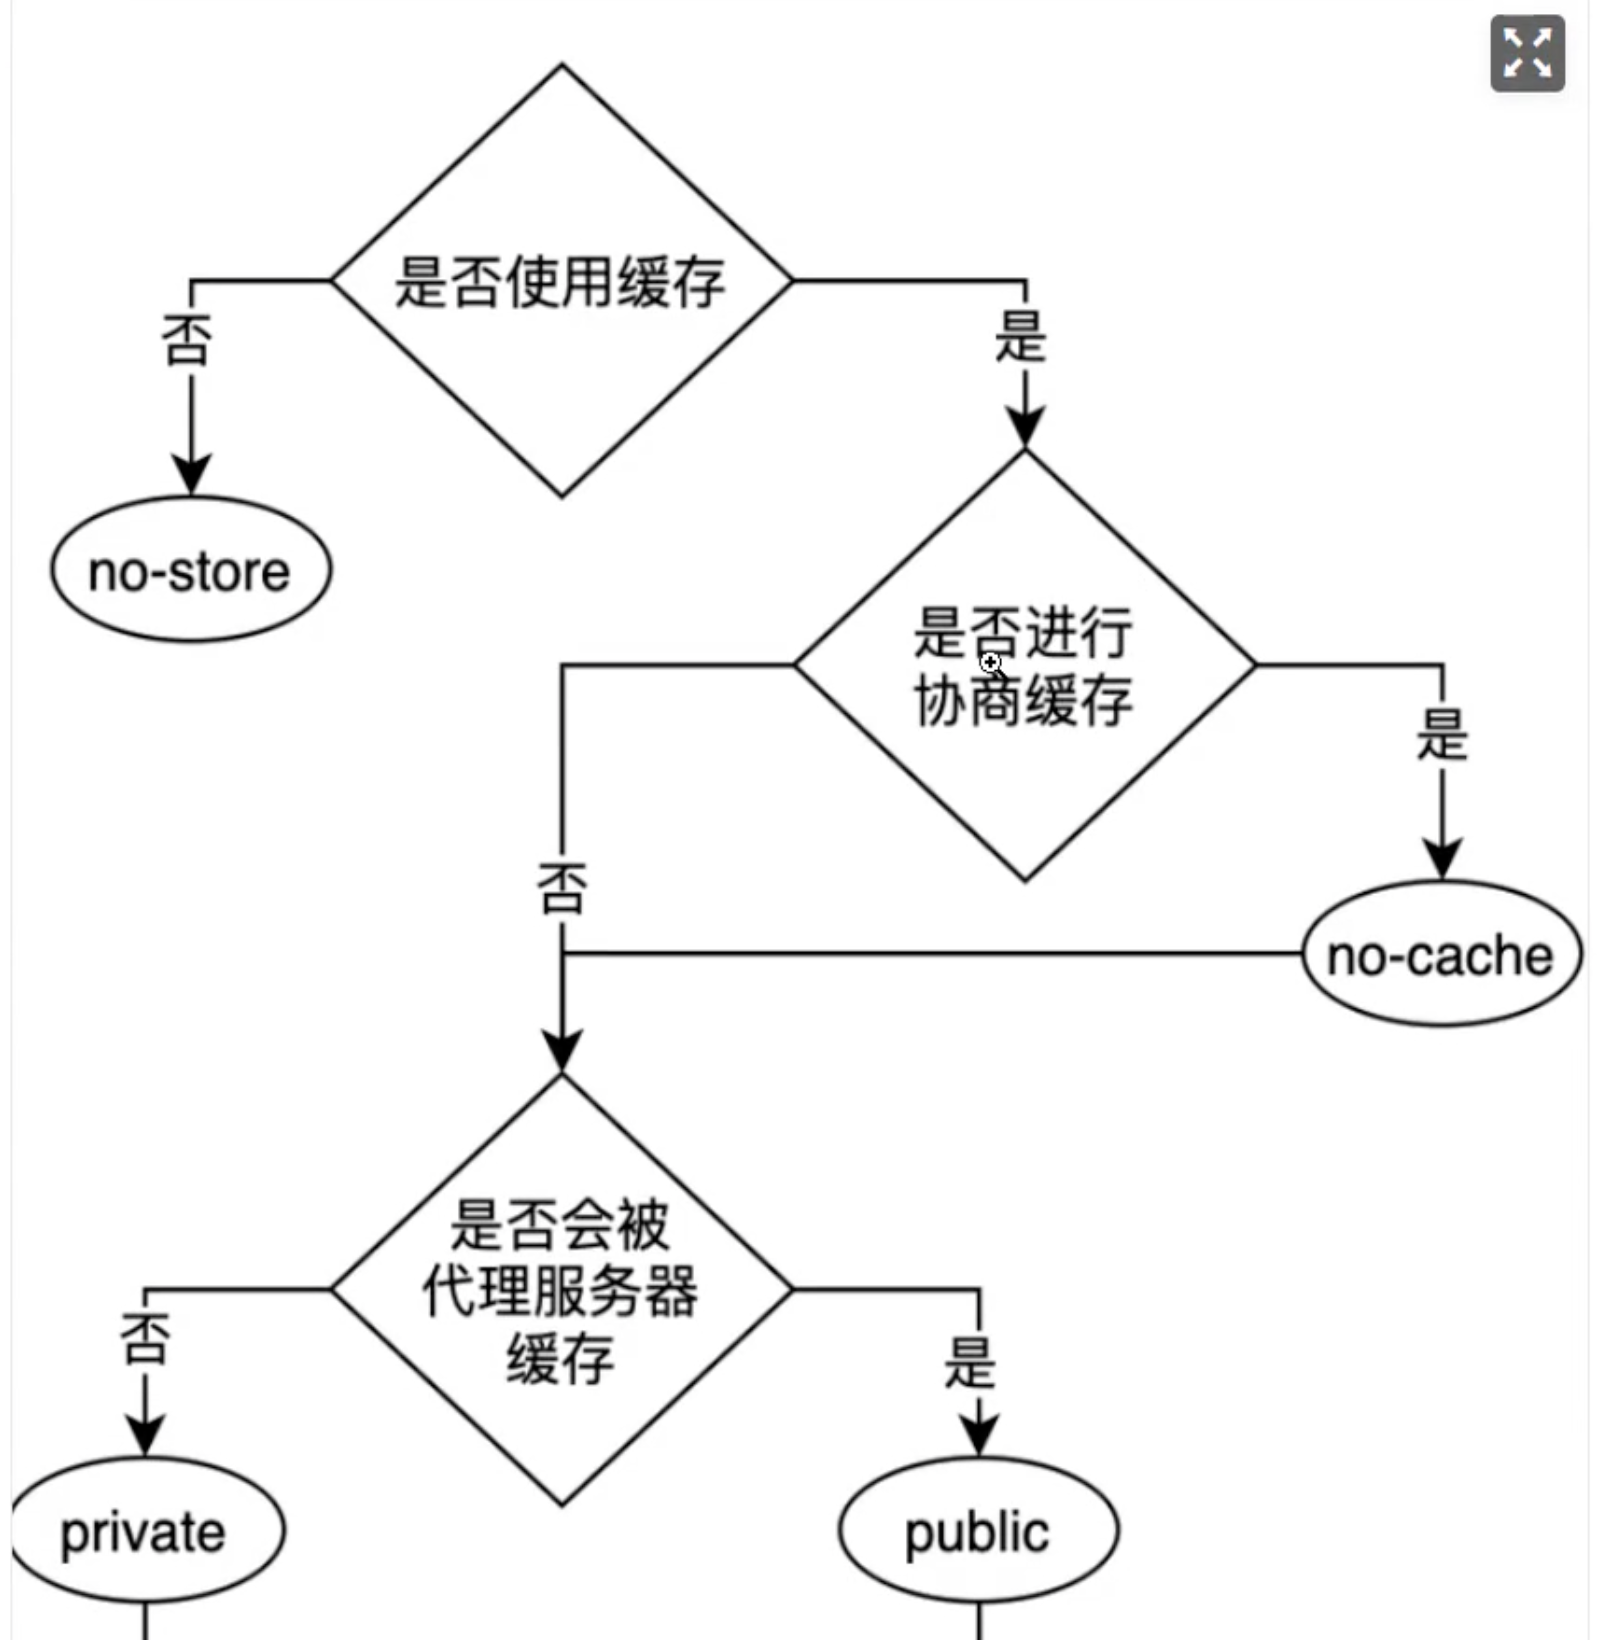 是否使用缓存
否
是
no-store
是否进行
协商缓存
是
否
no-cache
是否会被
代理服务器
缓存
否
是
private
public